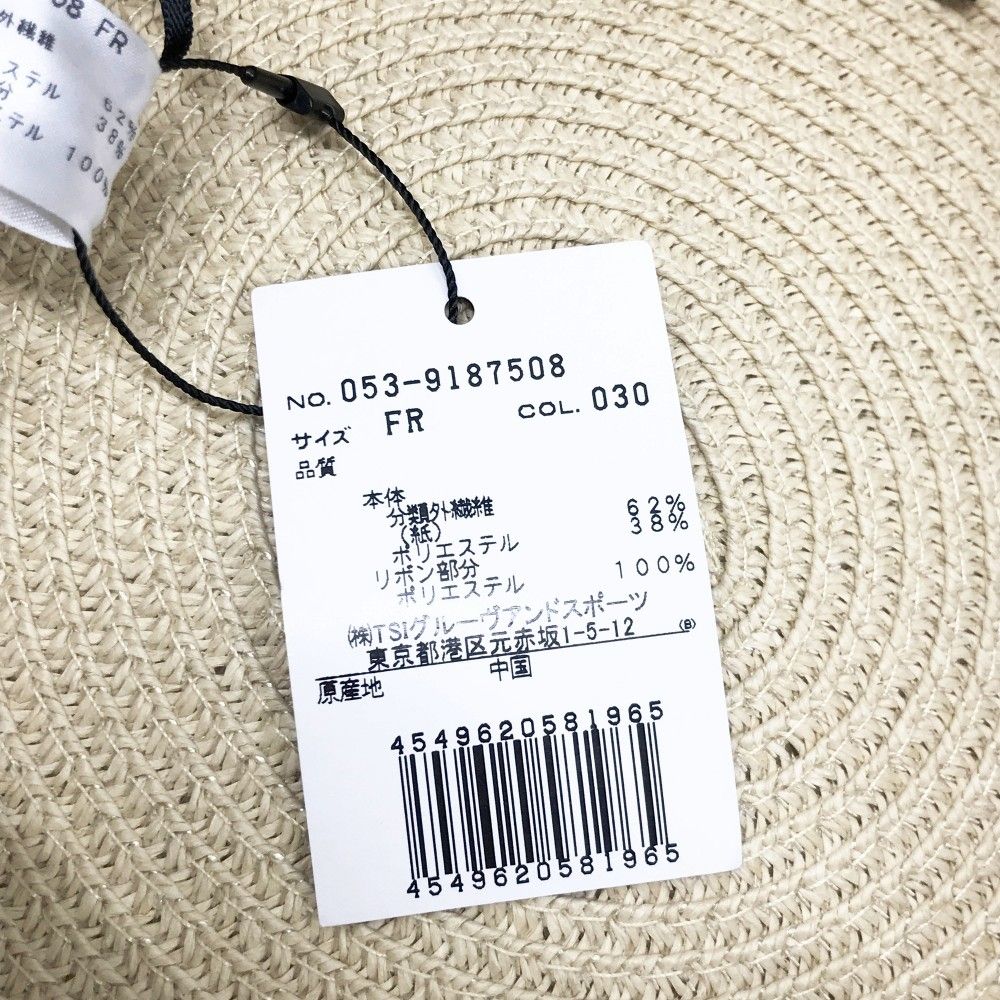 08 FR
外繊維
ステル 62%
分 38%
テル 100%
NO. 053-9187508
サイズ FR COL. 030
品質
本体
分類外繊維 62%
(紙) 38%
ポリエステル
リボン部分 100%
ポリエステル
(株)TSIグルーヴアンドスポーツ
東京都港区元赤坂1-5-12 (B)
原産地 中国
4549620581965
4549620581965